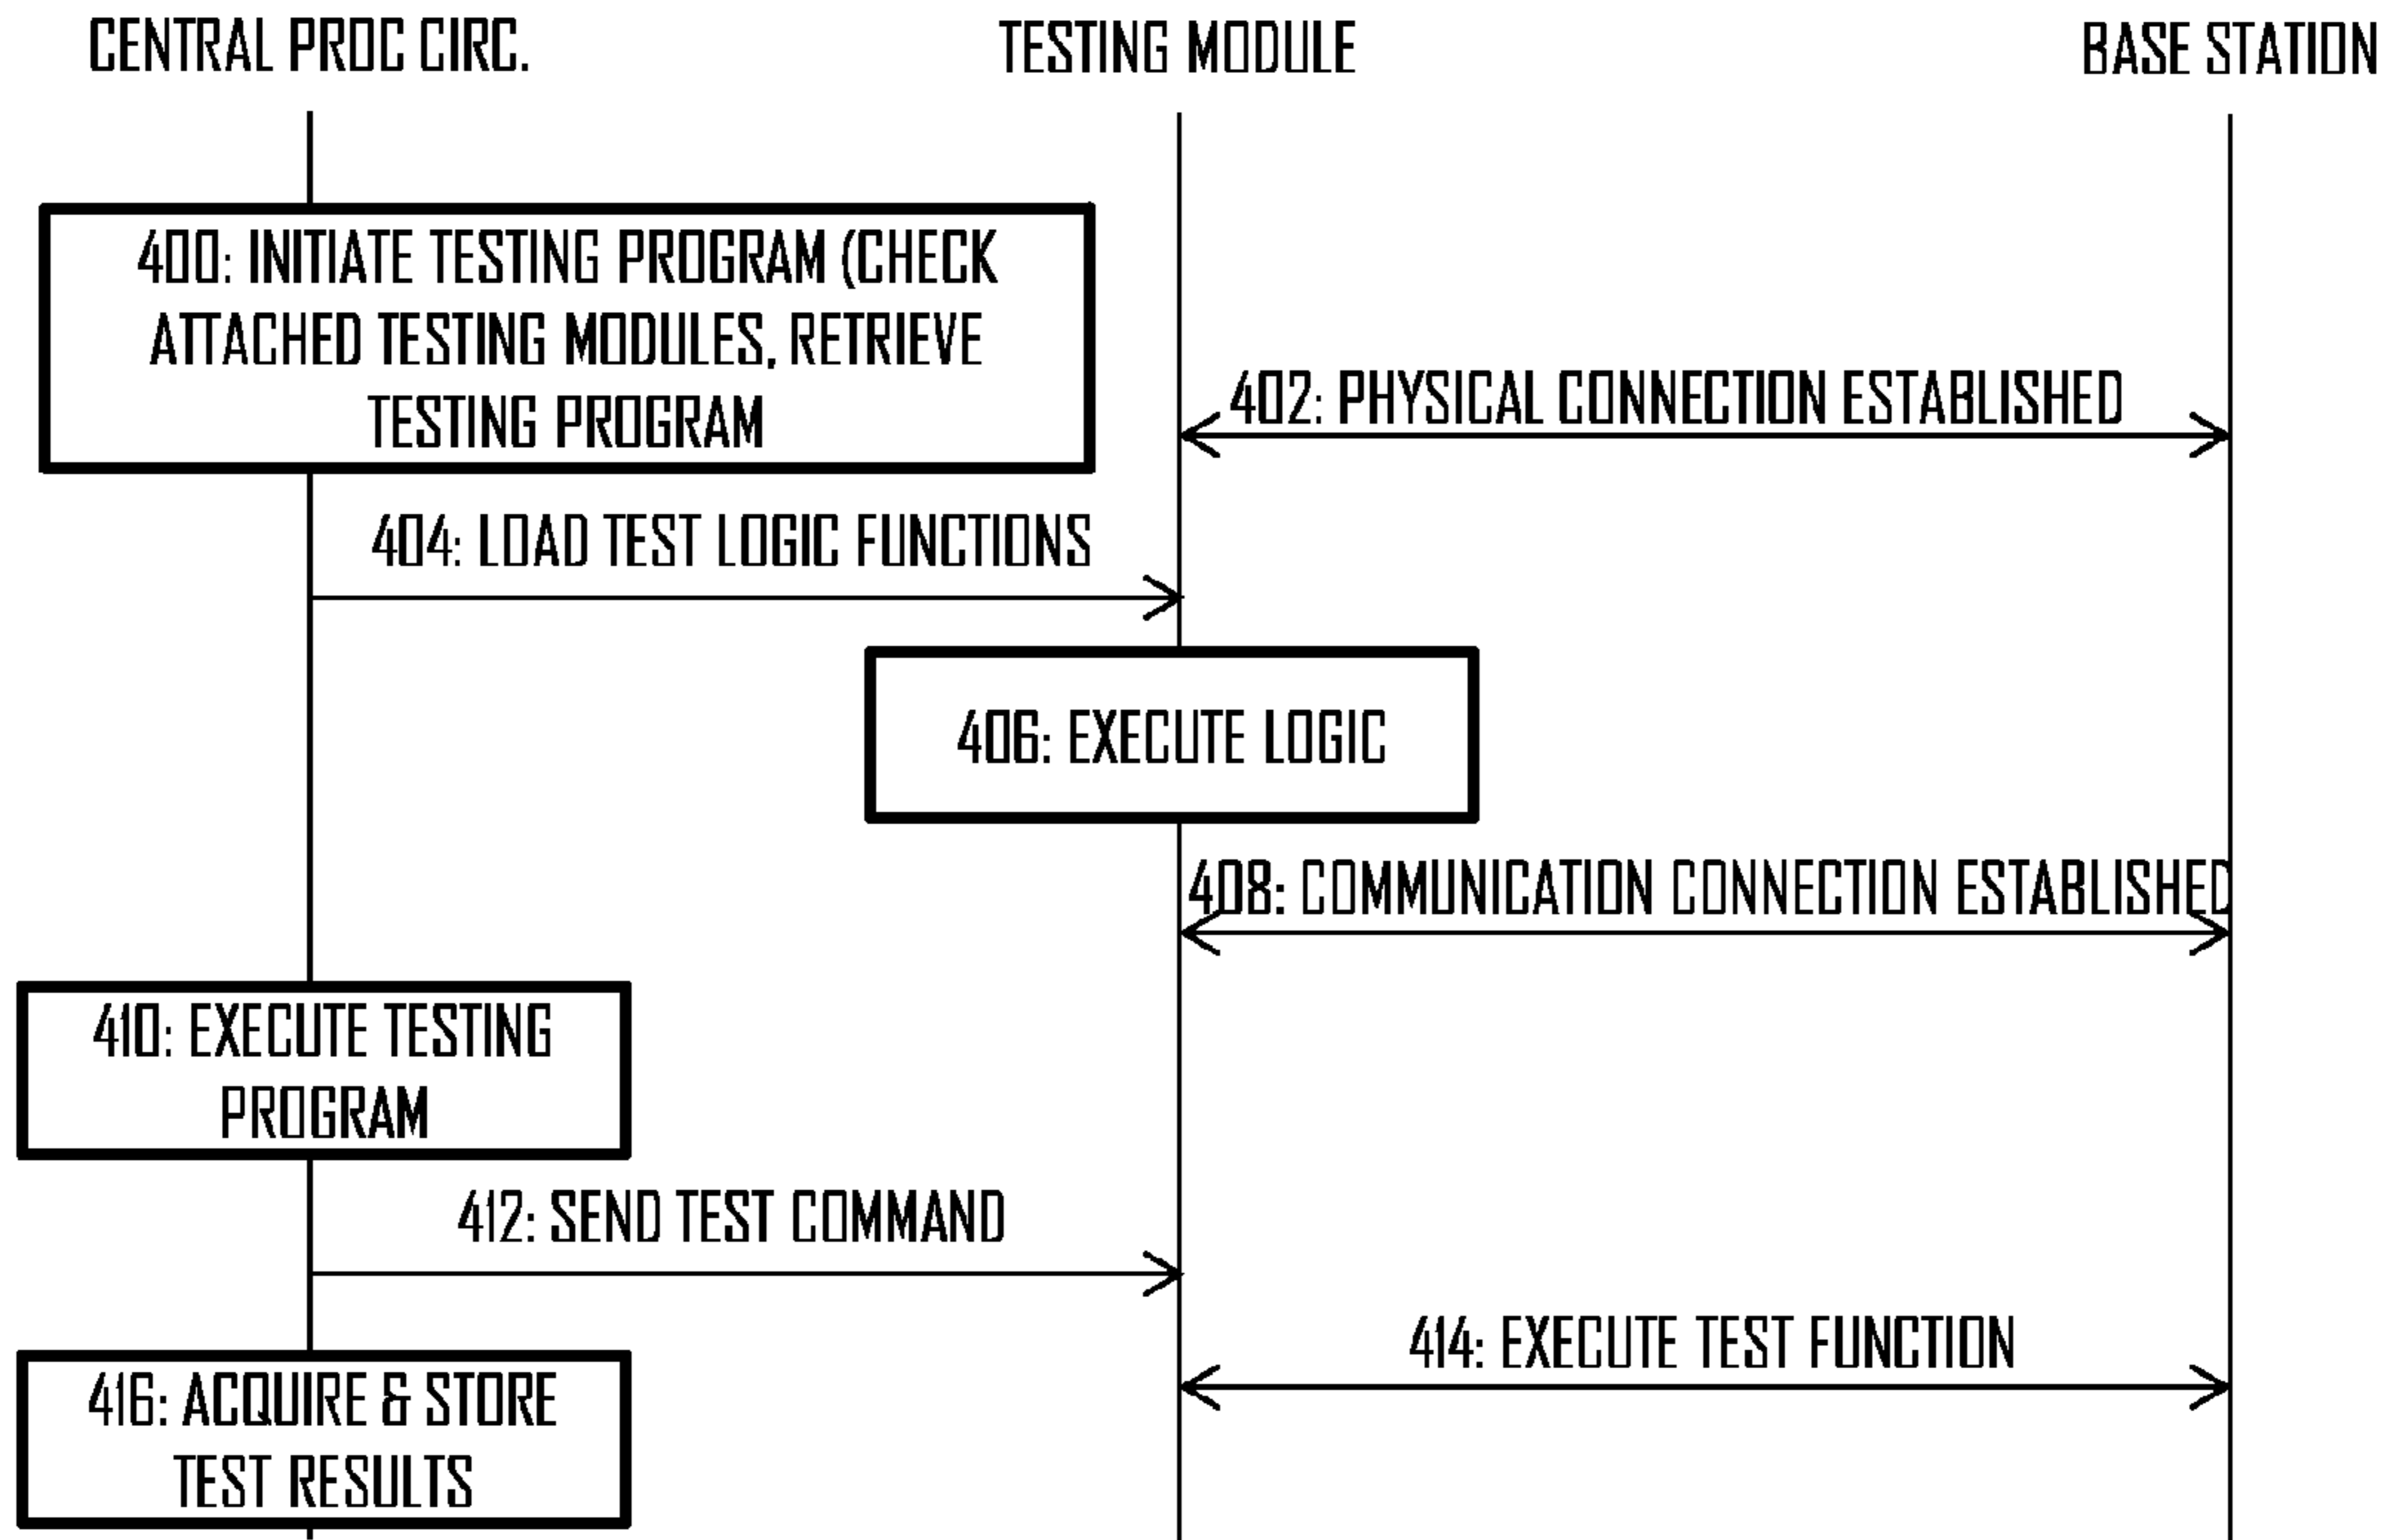 CENTRAL PROC CIRC.
TESTING MODULE
BASE STATION
400: INITIATE TESTING PROGRAM (CHECK
ATTACHED TESTING MODULES, RETRIEVE
TESTING PROGRAM
402: PHYSICAL CONNECTION ESTABLISHED
404: LOAD TEST LOGIC FUNCTIONS
406: EXECUTE LOGIC
408: COMMUNICATION CONNECTION ESTABLISHED
410: EXECUTE TESTING
PROGRAM
412: SEND TEST COMMAND
414: EXECUTE TEST FUNCTION
416: ACQUIRE & STORE
TEST RESULTS